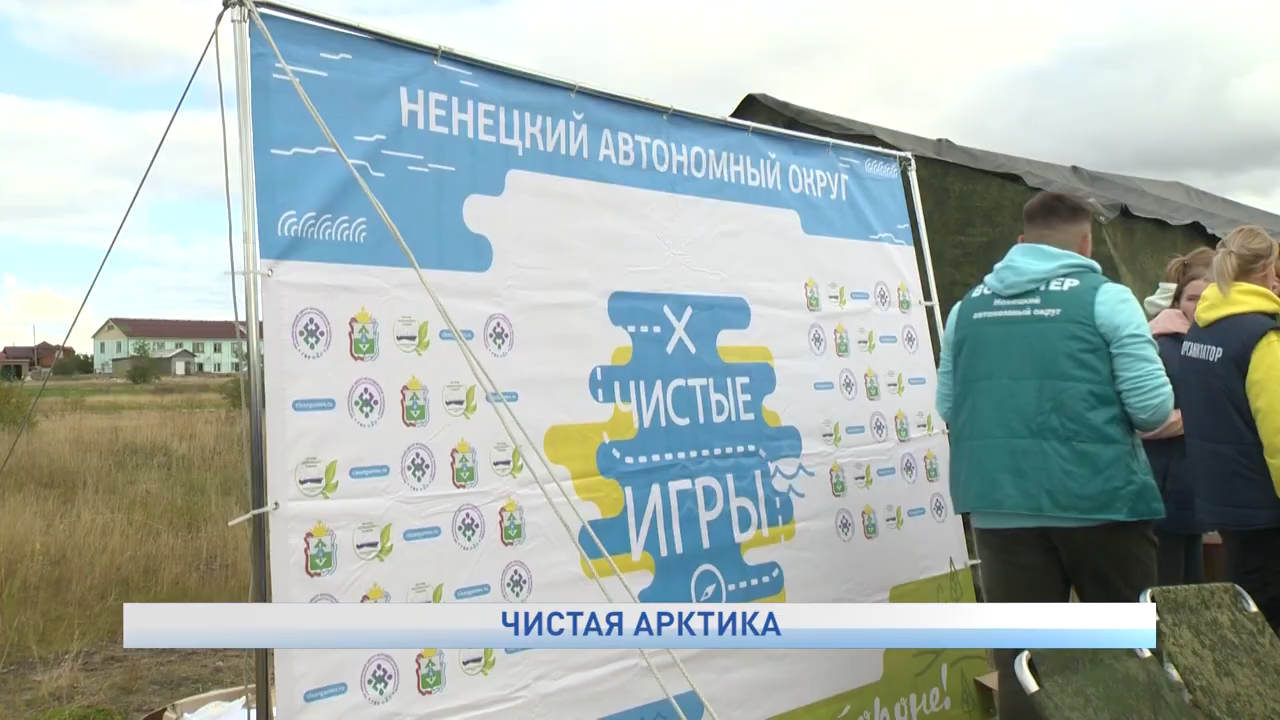 НЕНЕЦКИЙ АВТОНОМНЫЙ ОКРУГ
ЧИСТЫЕ
ИГРЫ
Ненецкий
автономный округ
ОРГАНИЗАТОР
ЧИСТАЯ АРКТИКА